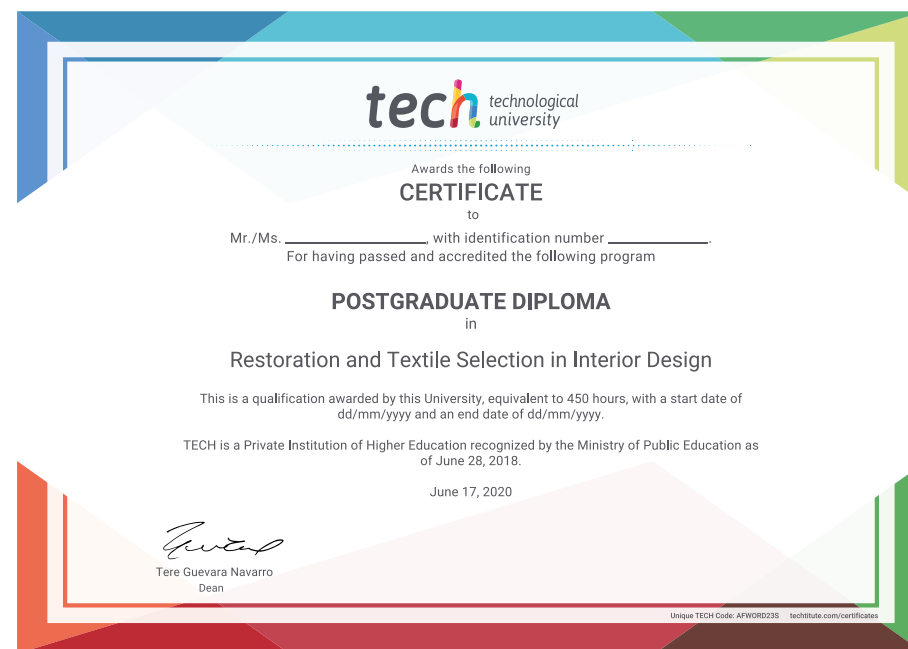 tech technological
university
Awards the following
CERTIFICATE
to
Mr./Ms. ____________________, with identification number ______________.
For having passed and accredited the following program
POSTGRADUATE DIPLOMA
in
Restoration and Textile Selection in Interior Design
This is a qualification awarded by this University, equivalent to 450 hours, with a start date of
dd/mm/yyyy and an end date of dd/mm/yyyy.
TECH is a Private Institution of Higher Education recognized by the Ministry of Public Education as
of June 28, 2018.
June 17, 2020
Tere Guevara Navarro
Dean
Unique TECH Code: AFWORD23S techtitute.com/certificates